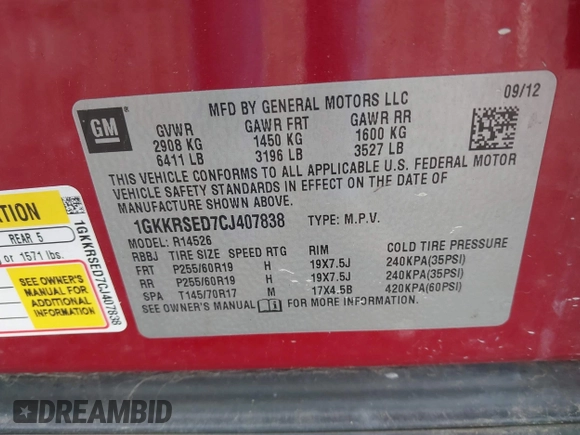 MFD BY GENERAL MOTORS LLC
09/12
GM
GVWR GAWR FRT GAWR RR
2908 KG 1450 KG 1600 KG
6411 LB 3196 LB 3527 LB
THIS VEHICLE CONFORMS TO ALL APPLICABLE U.S. FEDERAL MOTOR
VEHICLE SAFETY STANDARDS IN EFFECT ON THE DATE OF
MANUFACTURE SHOWN ABOVE.
1GKKRSED7CJ407838 TYPE: M.P.V.
MODEL: R14526
RBBJ TIRE SIZE SPEED RTG RIM COLD TIRE PRESSURE
FRT P255/60R19 H 19X7.5J 240KPA(35PSI)
RR P255/60R19 H 19X7.5J 240KPA(35PSI)
SPA T145/70R17 M 17X4.5B 420KPA(60PSI)
SEE OWNER'S MANUAL FOR MORE INFORMATION.
TION
REAR 5
or 1571 lbs.
SEE OWNER'S
MANUAL FOR
ADDITIONAL
INFORMATION
1GKKRSED7CJ407838
DREAMBID